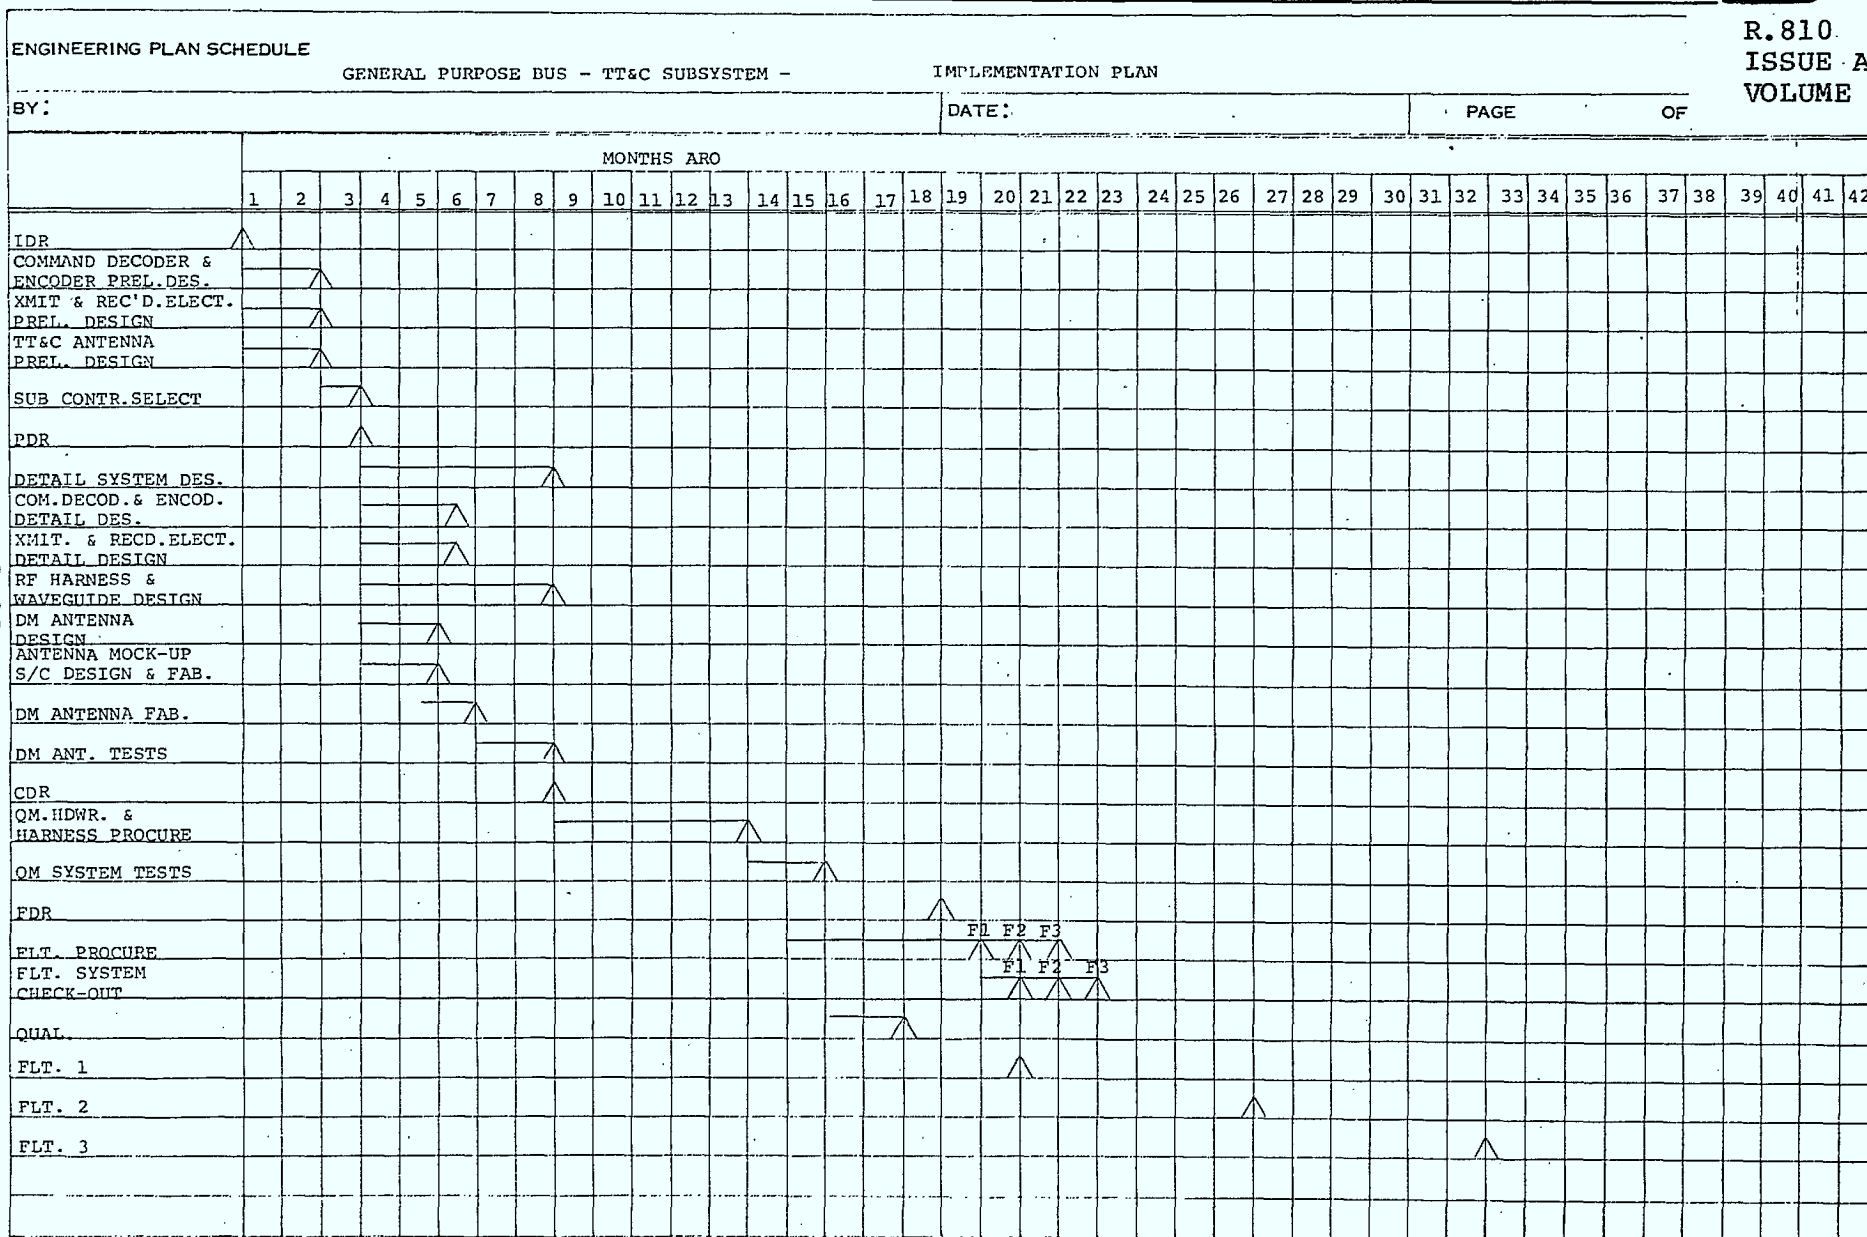 R.810
ISSUE A
VOLUME
ENGINEERING PLAN SCHEDULE
GENERAL PURPOSE BUS - TT&C SUBSYSTEM - IMPLEMENTATION PLAN
BY: DATE: PAGE OF
MONTHS ARO
1 2 3 4 5 6 7 8 9 10 11 12 13 14 15 16 17 18 19 20 21 22 23 24 25 26 27 28 29 30 31 32 33 34 35 36 37 38 39 40 41 42
IDR
COMMAND DECODER &
ENCODER PREL.DES.
XMIT & REC'D.ELECT.
PREL. DESIGN
TT&C ANTENNA
PREL. DESIGN
SUB CONTR.SELECT
PDR
DETAIL SYSTEM DES.
COM.DECOD.& ENCOD.
DETAIL DES.
XMIT. & RECD.ELECT.
DETAIL DESIGN
RF HARNESS &
WAVEGUIDE DESIGN
DM ANTENNA
DESIGN
ANTENNA MOCK-UP
S/C DESIGN & FAB.
DM ANTENNA FAB.
DM ANT. TESTS
CDR
QM.HDWR. &
HARNESS PROCURE
QM SYSTEM TESTS
FDR
F1 F2 F3
FLT. PROCURE
FLT. SYSTEM F1 F2 F3
CHECK-OUT
QUAL.
FLT. 1
FLT. 2
FLT. 3